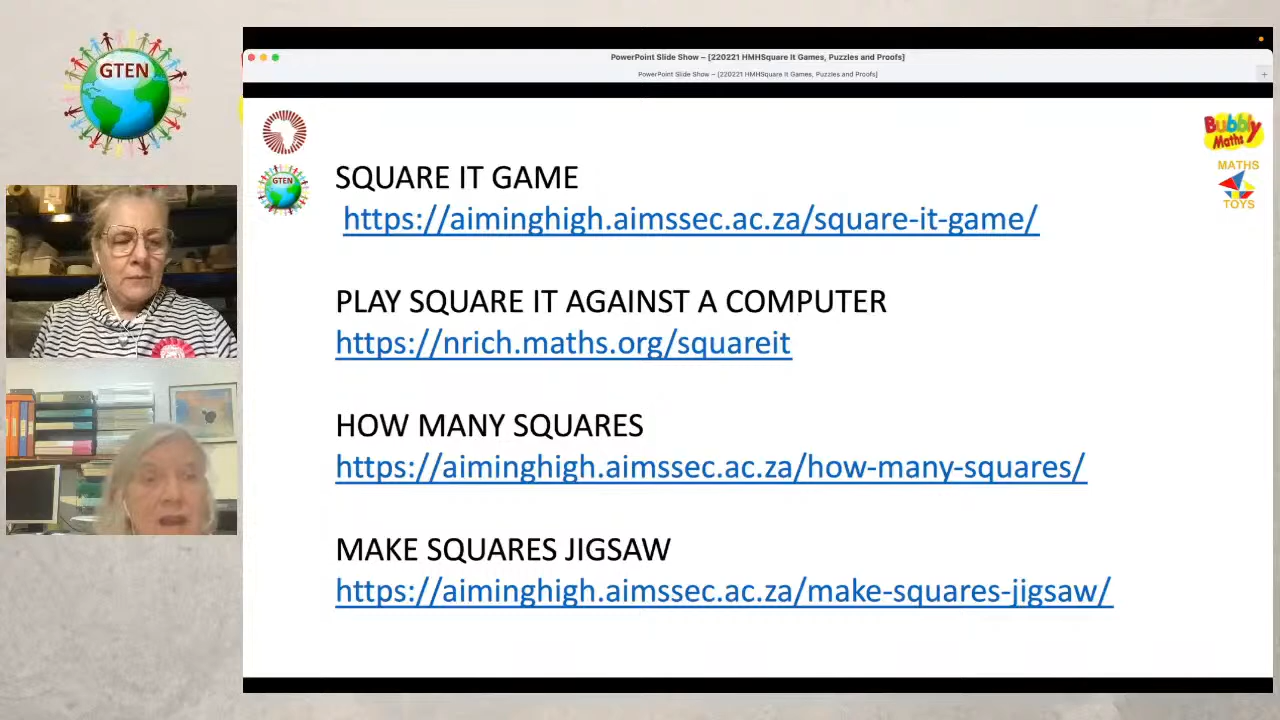 GTEN
PowerPoint Slide Show – [220221 HMHSquare It Games, Puzzles and Proofs]
PowerPoint Slide Show – [220221 HMHSquare It Games, Puzzles and Proofs]
GTEN
Bubbly
Maths
MATHS
TOYS
SQUARE IT GAME
https://aiminghigh.aimssec.ac.za/square-it-game/
PLAY SQUARE IT AGAINST A COMPUTER
https://nrich.maths.org/squareit
HOW MANY SQUARES
https://aiminghigh.aimssec.ac.za/how-many-squares/
MAKE SQUARES JIGSAW
https://aiminghigh.aimssec.ac.za/make-squares-jigsaw/